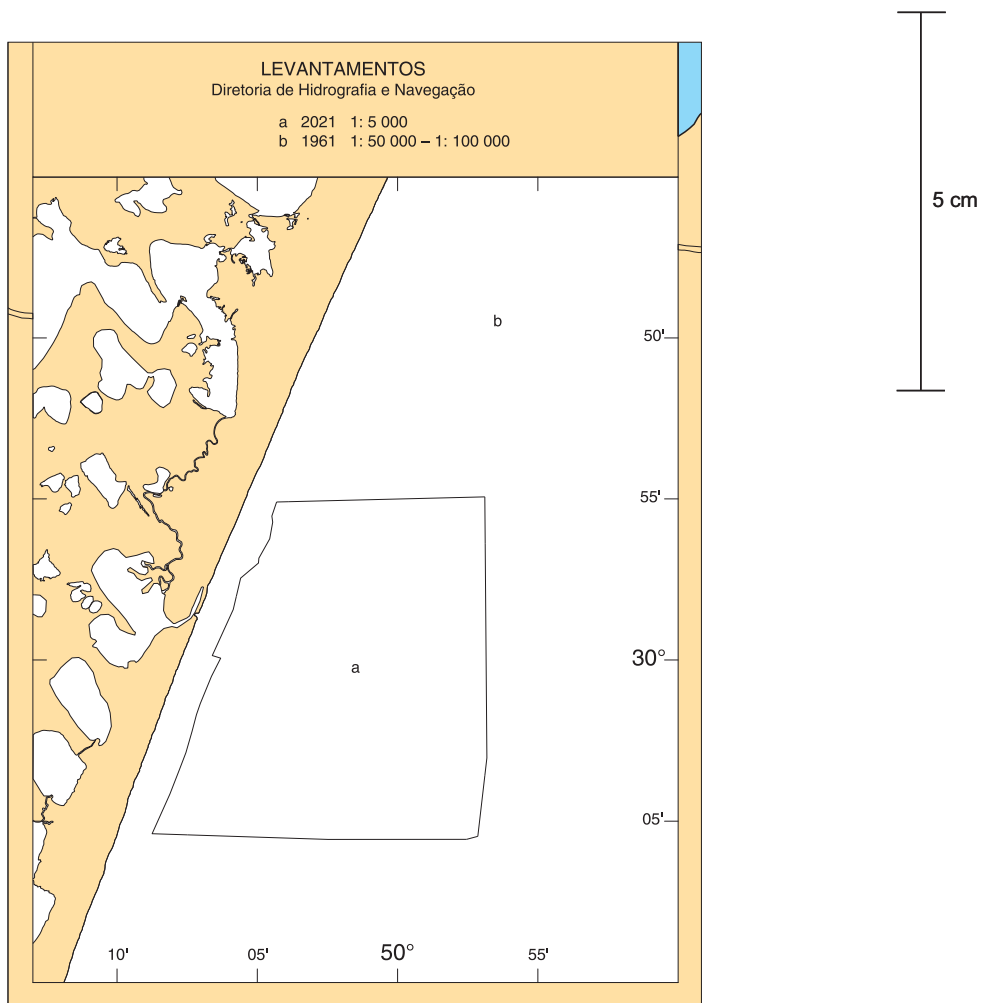 LEVANTAMENTOS
Diretoria de Hidrografia e Navegação
a 2021 1: 5 000
b 1961 1: 50 000 – 1: 100 000
5 cm
b
50'
55'
30°
a
05'
10' 05' 50° 55'